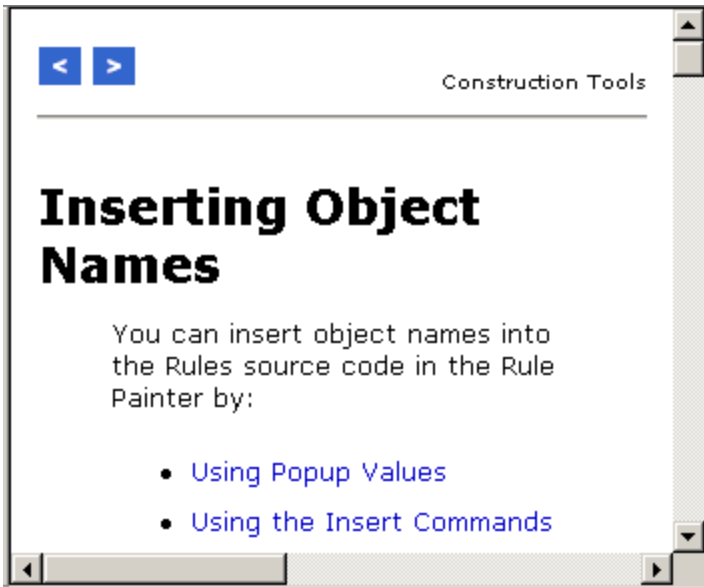 < >
Construction Tools
Inserting Object
Names
You can insert object names into
the Rules source code in the Rule
Painter by:
• Using Popup Values
• Using the Insert Commands